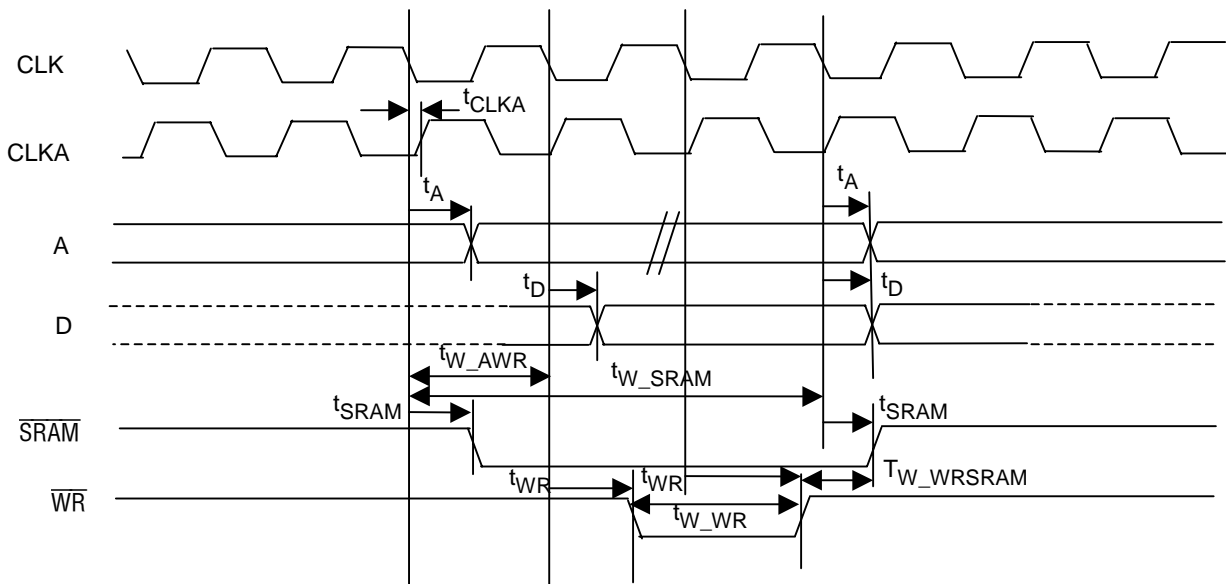 CLK
tCLKA
CLKA
tA tA
A
tD tD
D
tW_AWR tW_SRAM
tSRAM tSRAM
SRAM
tWR tWR TW_WRSRAM
WR
tW_WR